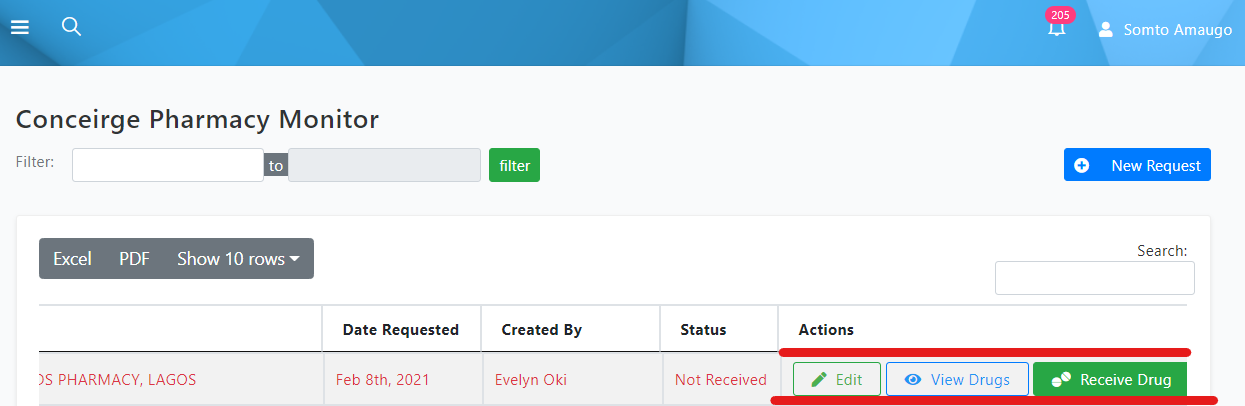 205
Somto Amaugo
Conceirge Pharmacy Monitor
Filter: to filter New Request
Excel PDF Show 10 rows
Search:
Date Requested Created By Status Actions
PHARMACY, LAGOS Feb 8th, 2021 Evelyn Oki Not Received Edit View Drugs Receive Drug